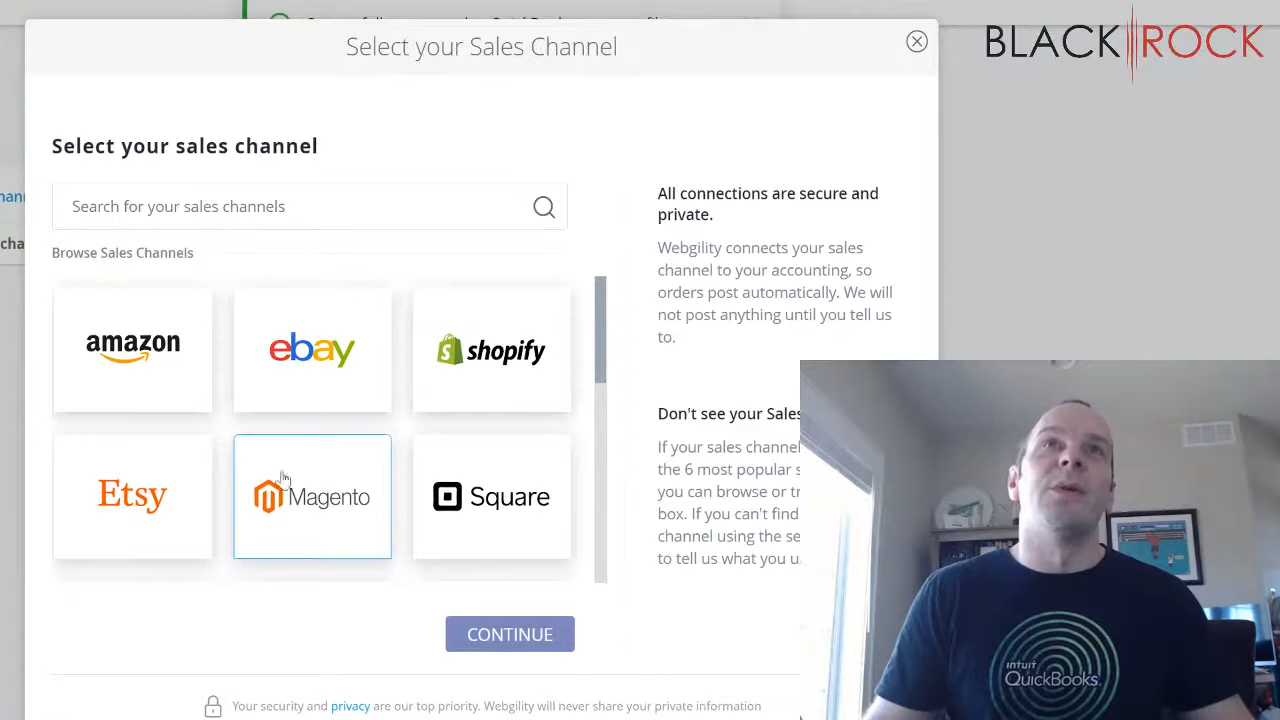 Select your Sales Channel
BLACK ROCK
Select your sales channel
Search for your sales channels
Browse Sales Channels
amazon
ebay
shopify
Etsy
Magento
Square
CONTINUE
All connections are secure and
private.
Webgility connects your sales
channel to your accounting, so
orders post automatically. We will
not post anything until you tell us
to.
Don't see your Sales
If your sales channel
the 6 most popular s
you can browse or tr
box. If you can't find
channel using the se
to tell us what you u
Your security and privacy are our top priority. Webgility will never share your private information
intuit
QuickBooks.